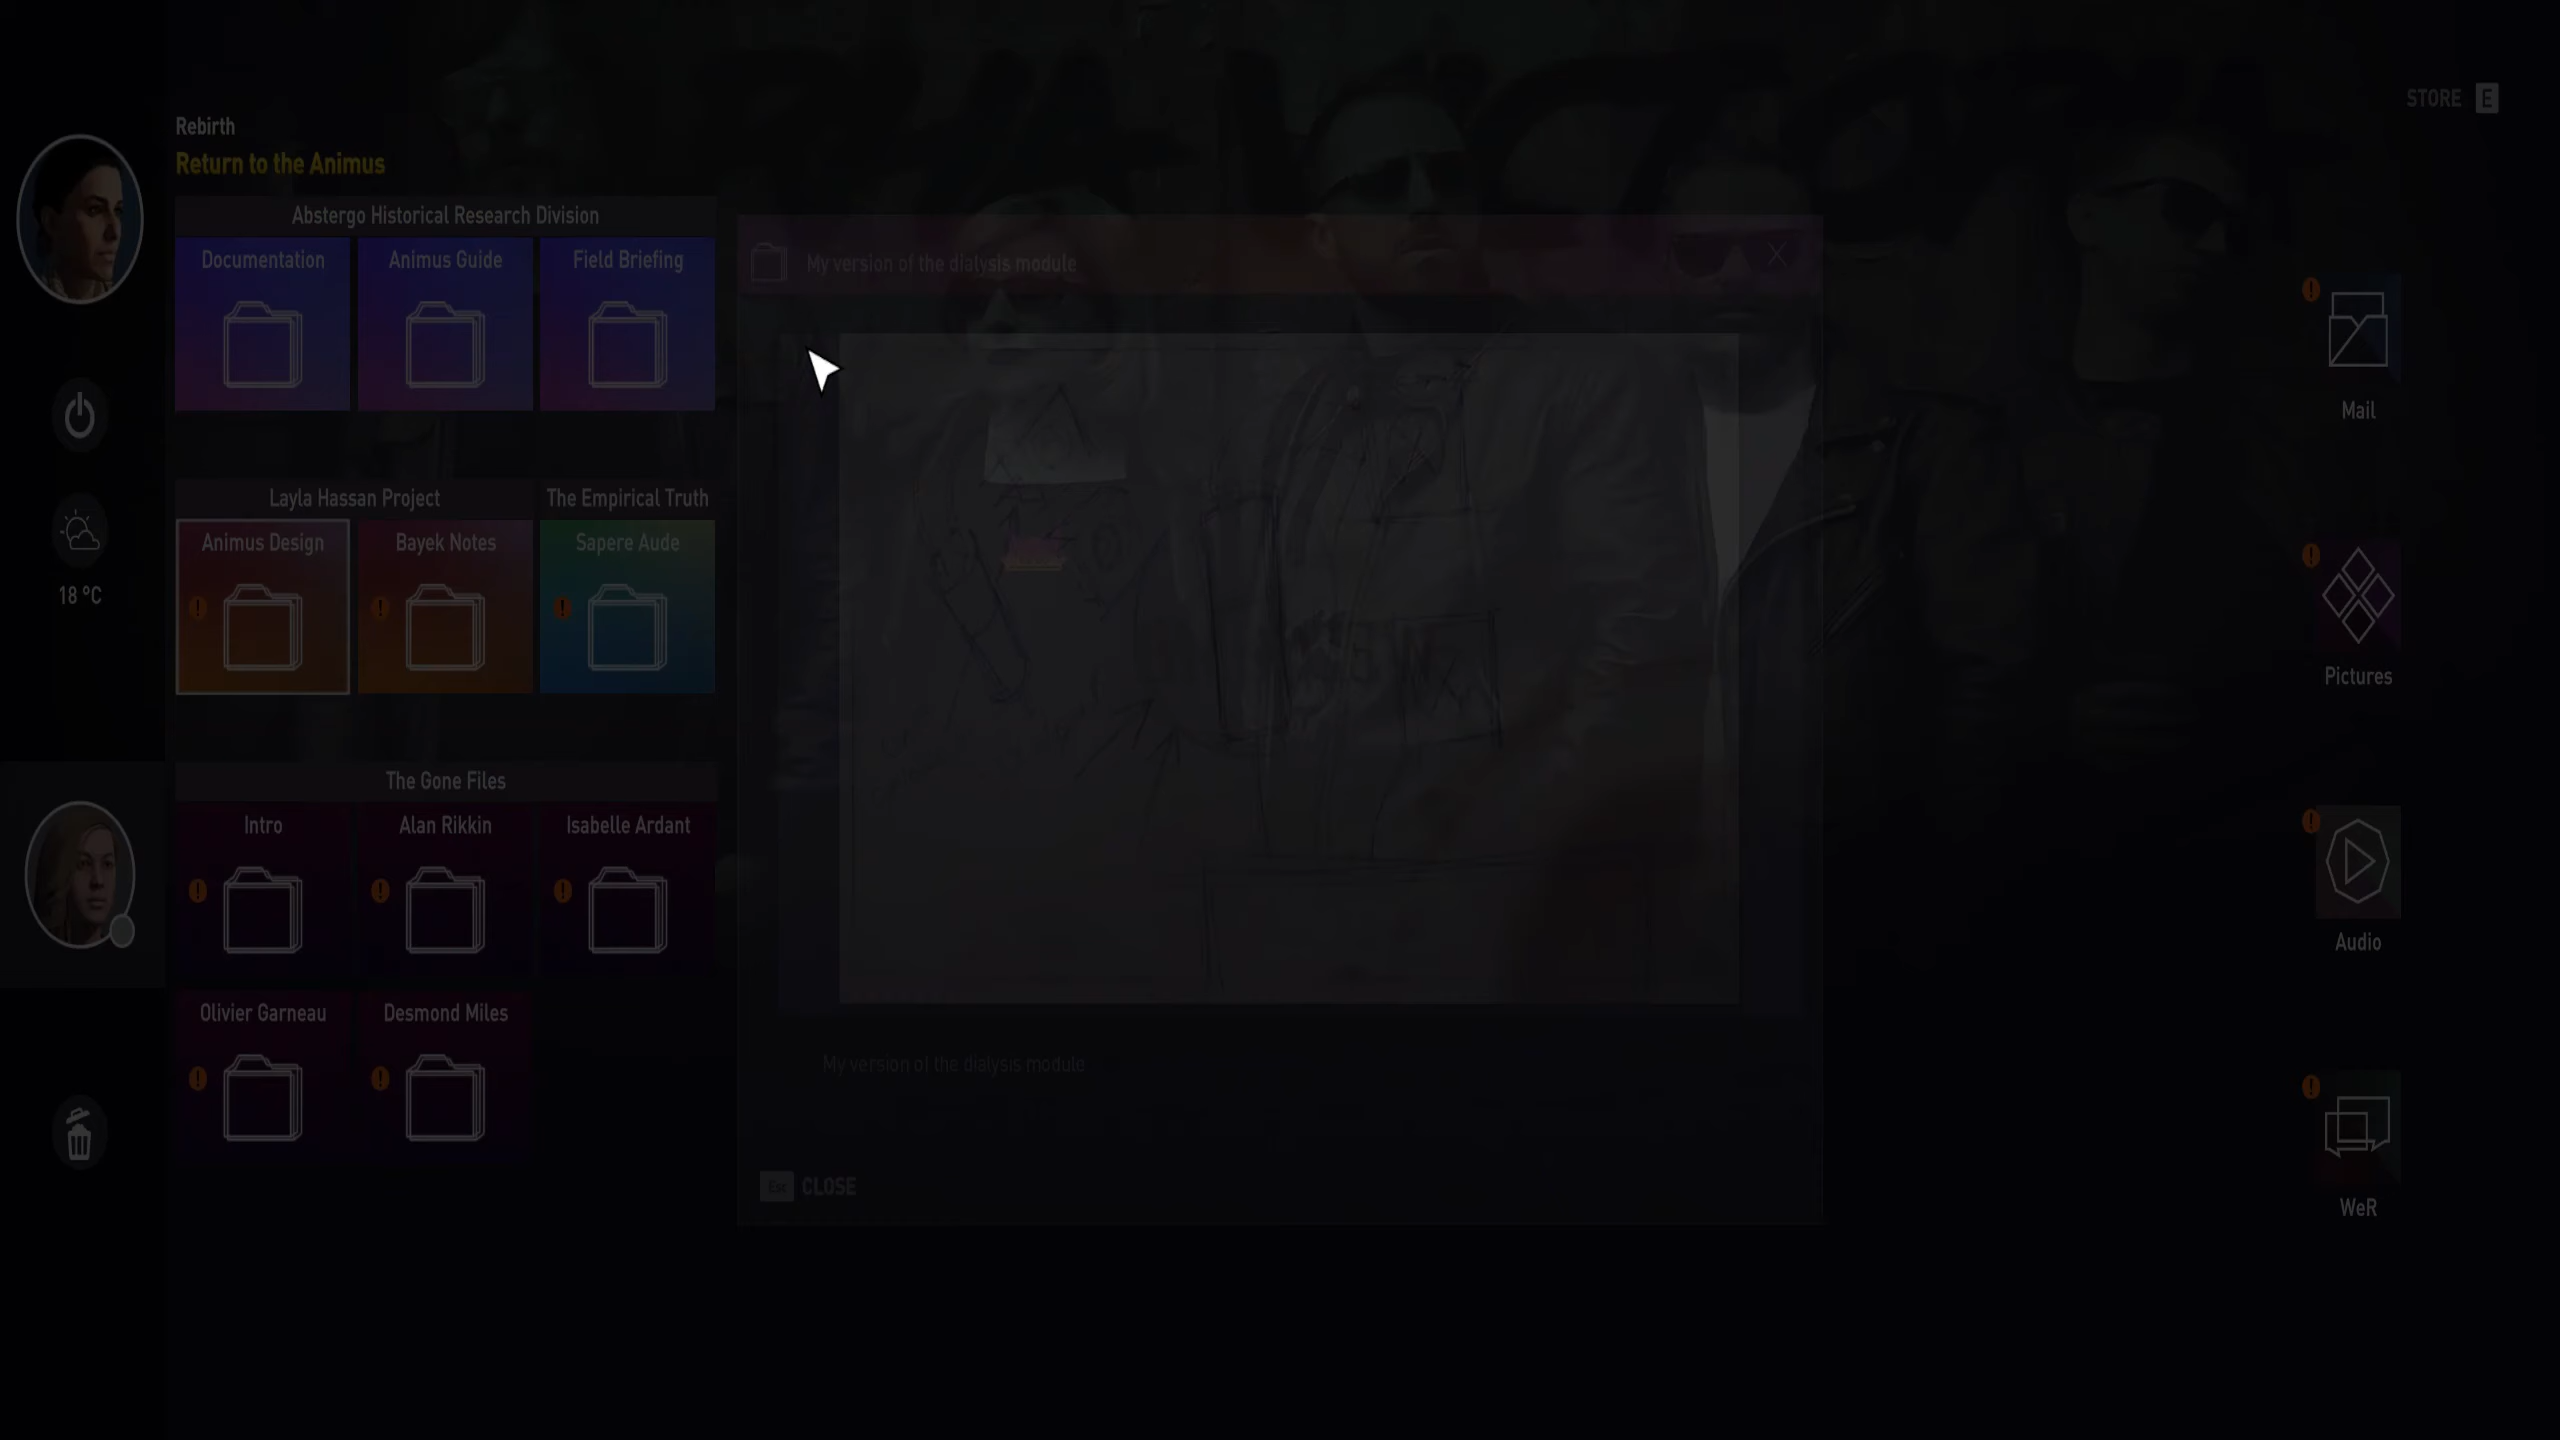 STORE E
Rebirth
Return to the Animus
Abstergo Historical Research Division
Documentation
Animus Guide
Field Briefing
My version of the dialysis module
Mail
Layla Hassan Project
The Empirical Truth
Animus Design
Bayek Notes
Sapere Aude
18 °C
Pictures
The Gone Files
Intro
Alan Rikkin
Isabelle Ardant
Audio
Olivier Garneau
Desmond Miles
My version of the dialysis module
Esc CLOSE
WeR